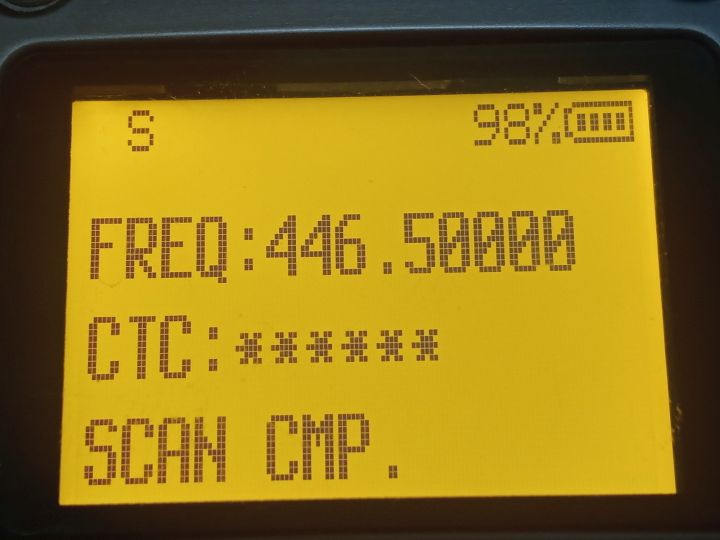 S 98%
FREQ:446.50000
CTC:******
SCAN CMP.